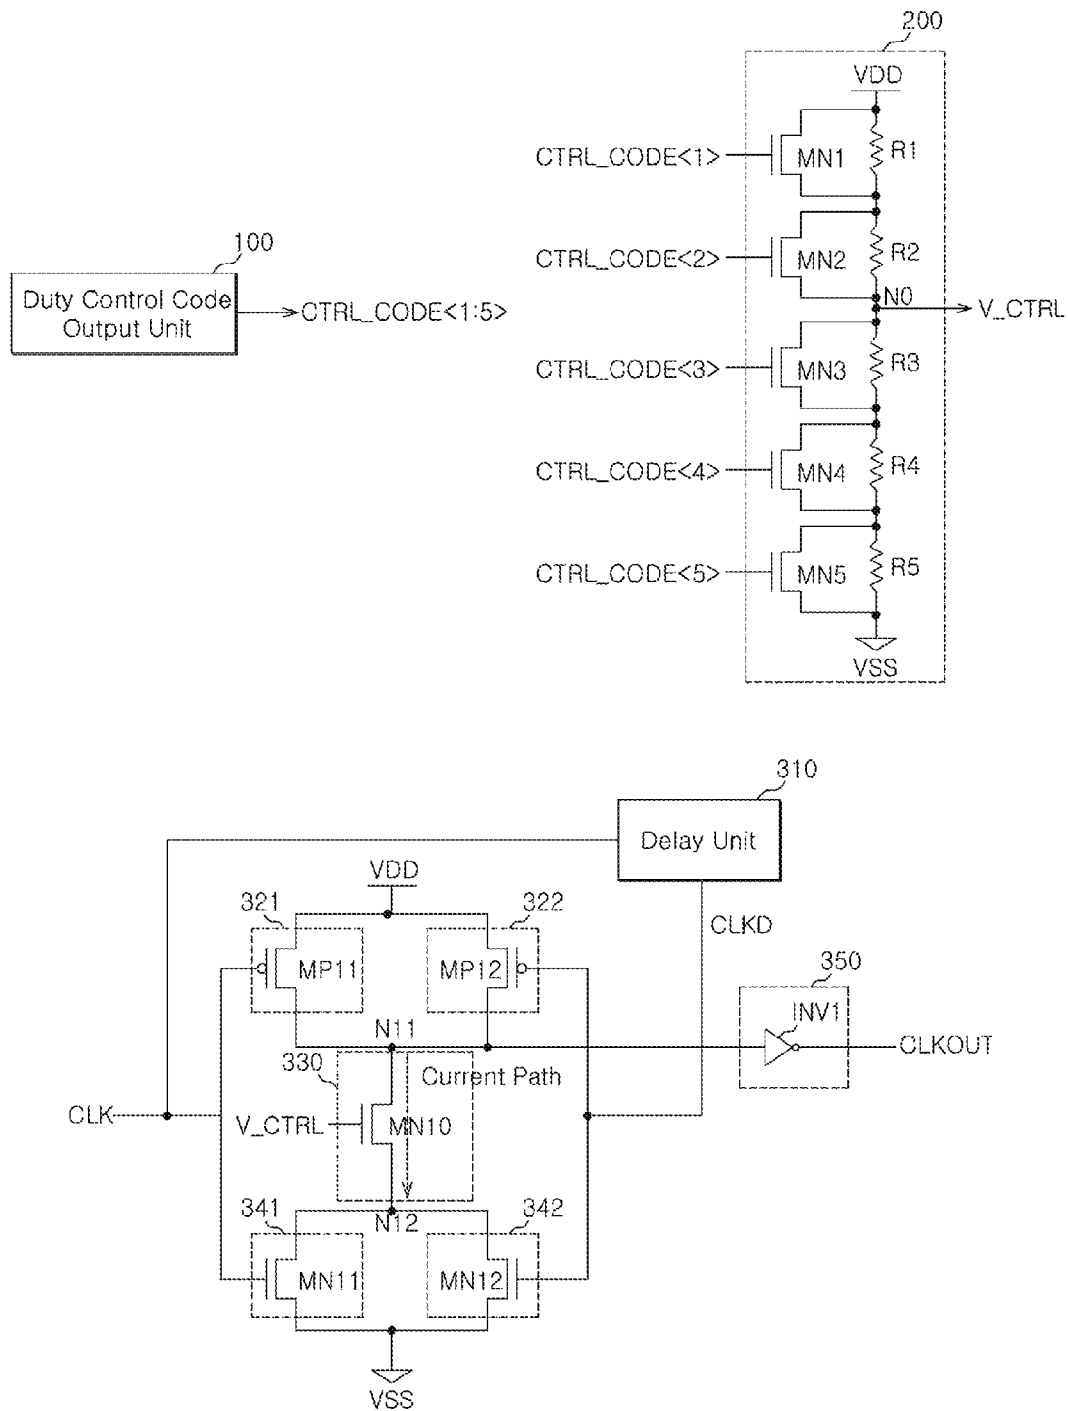 200
VDD
CTRL_CODE<1>
MN1
R1
CTRL_CODE<2>
MN2
R2
N0
V_CTRL
100
Duty Control Code
Output Unit
CTRL_CODE<1:5>
CTRL_CODE<3>
MN3
R3
CTRL_CODE<4>
MN4
R4
CTRL_CODE<5>
MN5
R5
VSS
310
Delay Unit
VDD
321
322
CLKD
MP11
MP12
350
INV1
N11
CLKOUT
330
Current Path
CLK
V_CTRL
MN10
341
N12
342
MN11
MN12
VSS